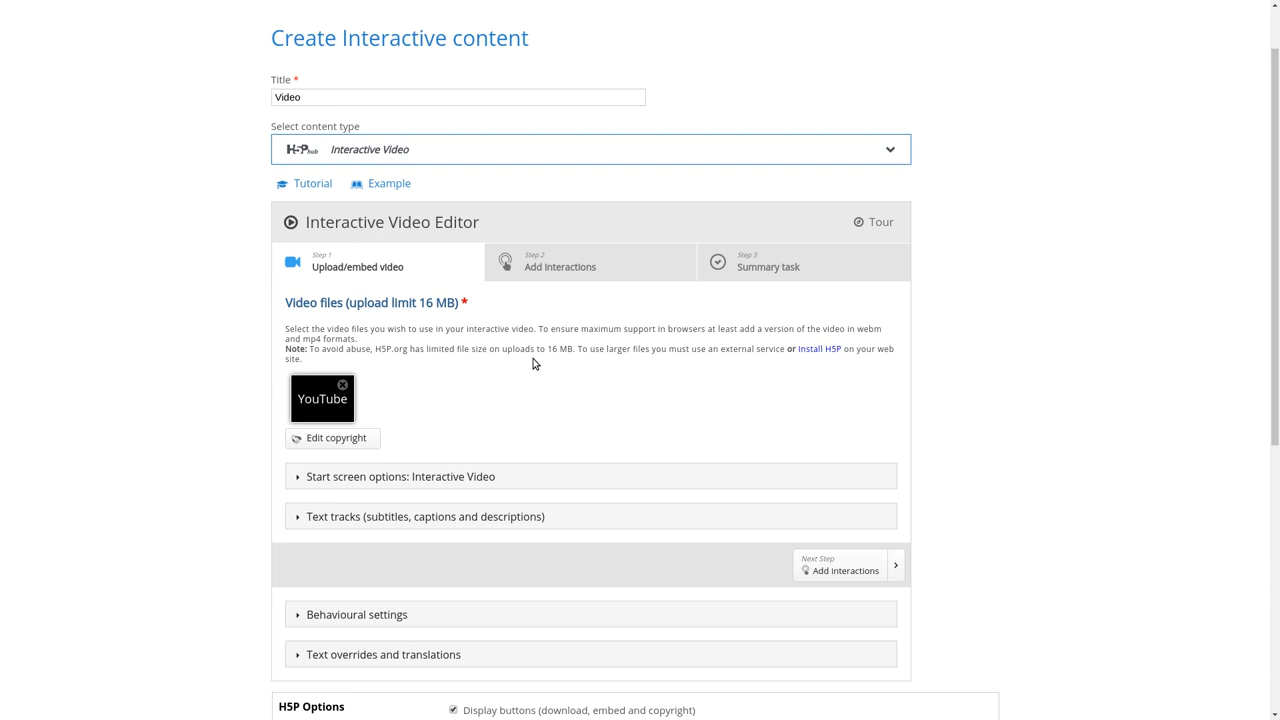 Create Interactive content
Title *
Video
Select content type
H5P hub Interactive Video
Tutorial Example
Interactive Video Editor Tour
Step 1
Upload/embed video
Step 2
Add interactions
Step 3
Summary task
Video files (upload limit 16 MB) *
Select the video files you wish to use in your interactive video. To ensure maximum support in browsers at least add a version of the video in webm
and mp4 formats.
Note: To avoid abuse, H5P.org has limited file size on uploads to 16 MB. To use larger files you must use an external service or Install H5P on your web
site.
YouTube
Edit copyright
Start screen options: Interactive Video
Text tracks (subtitles, captions and descriptions)
Next Step
Add interactions
Behavioural settings
Text overrides and translations
H5P Options Display buttons (download, embed and copyright)